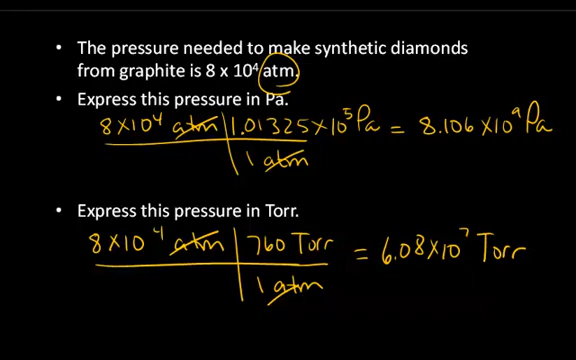 • The pressure needed to make synthetic diamonds
from graphite is 8 x 10⁴ atm.
• Express this pressure in Pa.
8×10⁴ atm | 1.01325×10⁵ Pa = 8.106×10⁹ Pa
1 atm
• Express this pressure in Torr.
8×10⁴ atm | 760 Torr = 6.08×10⁷ Torr
1 atm